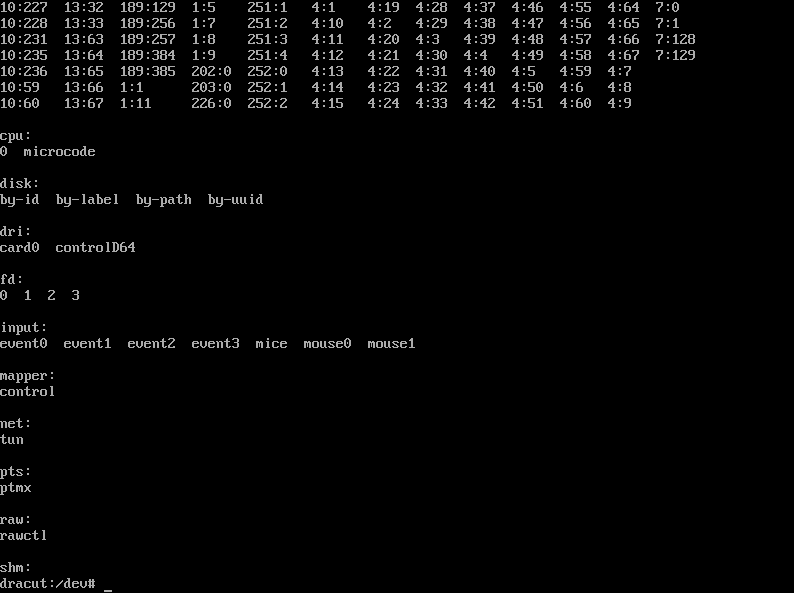 10:227  13:32  189:129  1:5    251:1   4:1    4:19  4:28  4:37  4:46  4:55  4:64  7:0
10:228  13:33  189:256  1:7    251:2   4:10   4:2   4:29  4:38  4:47  4:56  4:65  7:1
10:231  13:63  189:257  1:8    251:3   4:11   4:20  4:3   4:39  4:48  4:57  4:66  7:128
10:235  13:64  189:384  1:9    251:4   4:12   4:21  4:30  4:4   4:49  4:58  4:67  7:129
10:236  13:65  189:385  202:0  252:0   4:13   4:22  4:31  4:40  4:5   4:59  4:7
10:59   13:66  1:1      203:0  252:1   4:14   4:23  4:32  4:41  4:50  4:6   4:8
10:60   13:67  1:11     226:0  252:2   4:15   4:24  4:33  4:42  4:51  4:60  4:9
cpu:
0  microcode
disk:
by-id  by-label  by-path  by-uuid
dri:
card0  controlD64
fd:
0  1  2  3
input:
event0  event1  event2  event3  mice  mouse0  mouse1
mapper:
control
net:
tun
pts:
ptmx
raw:
rawctl
shm:
dracut:/dev# _